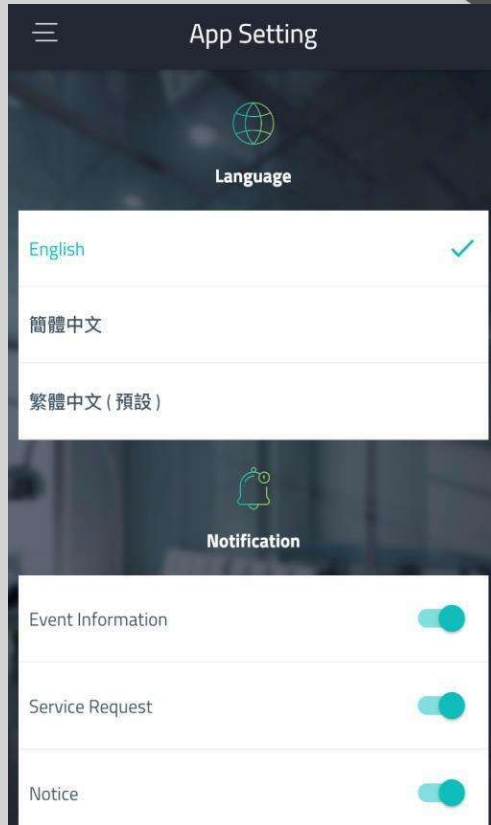 App Setting
Language
English
簡體中文
繁體中文 ( 預設 )
Notification
Event Information
Service Request
Notice